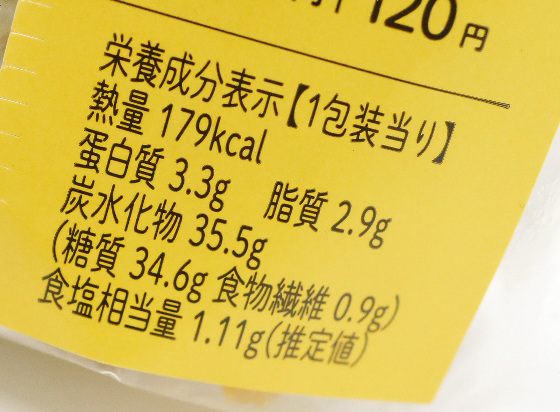 120円
栄養成分表示【1包装当り】
熱量 179kcal
蛋白質 3.3g 脂質 2.9g
炭水化物 35.5g
(糖質 34.6g 食物繊維 0.9g)
食塩相当量 1.11g(推定値)